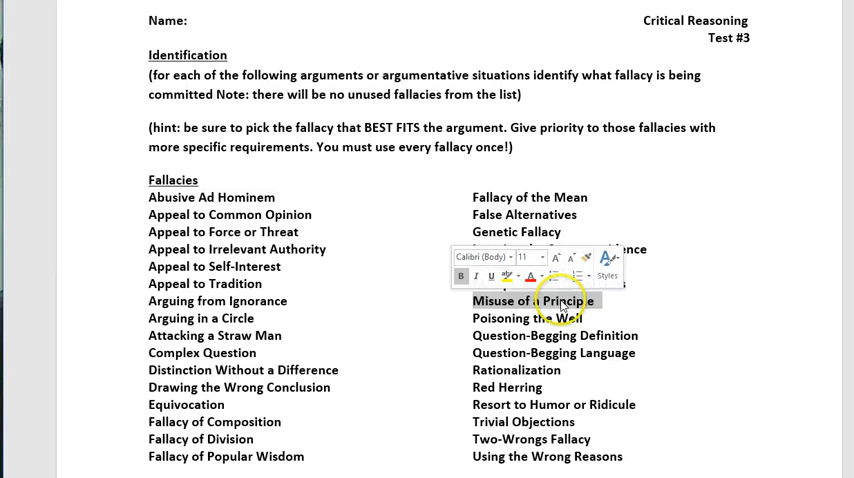 Name:
Critical Reasoning
Test #3
Identification
(for each of the following arguments or argumentative situations identify what fallacy is being
committed Note: there will be no unused fallacies from the list)
(hint: be sure to pick the fallacy that BEST FITS the argument. Give priority to those fallacies with
more specific requirements. You must use every fallacy once!)
Fallacies
Abusive Ad Hominem
Appeal to Common Opinion
Appeal to Force or Threat
Appeal to Irrelevant Authority
Appeal to Self-Interest
Appeal to Tradition
Arguing from Ignorance
Arguing in a Circle
Attacking a Straw Man
Complex Question
Distinction Without a Difference
Drawing the Wrong Conclusion
Equivocation
Fallacy of Composition
Fallacy of Division
Fallacy of Popular Wisdom
Fallacy of the Mean
False Alternatives
Genetic Fallacy
Calibri (Body) 11 A A A
B I U ab A Styles
Misuse of a Principle
Poisoning the Well
Question-Begging Definition
Question-Begging Language
Rationalization
Red Herring
Resort to Humor or Ridicule
Trivial Objections
Two-Wrongs Fallacy
Using the Wrong Reasons